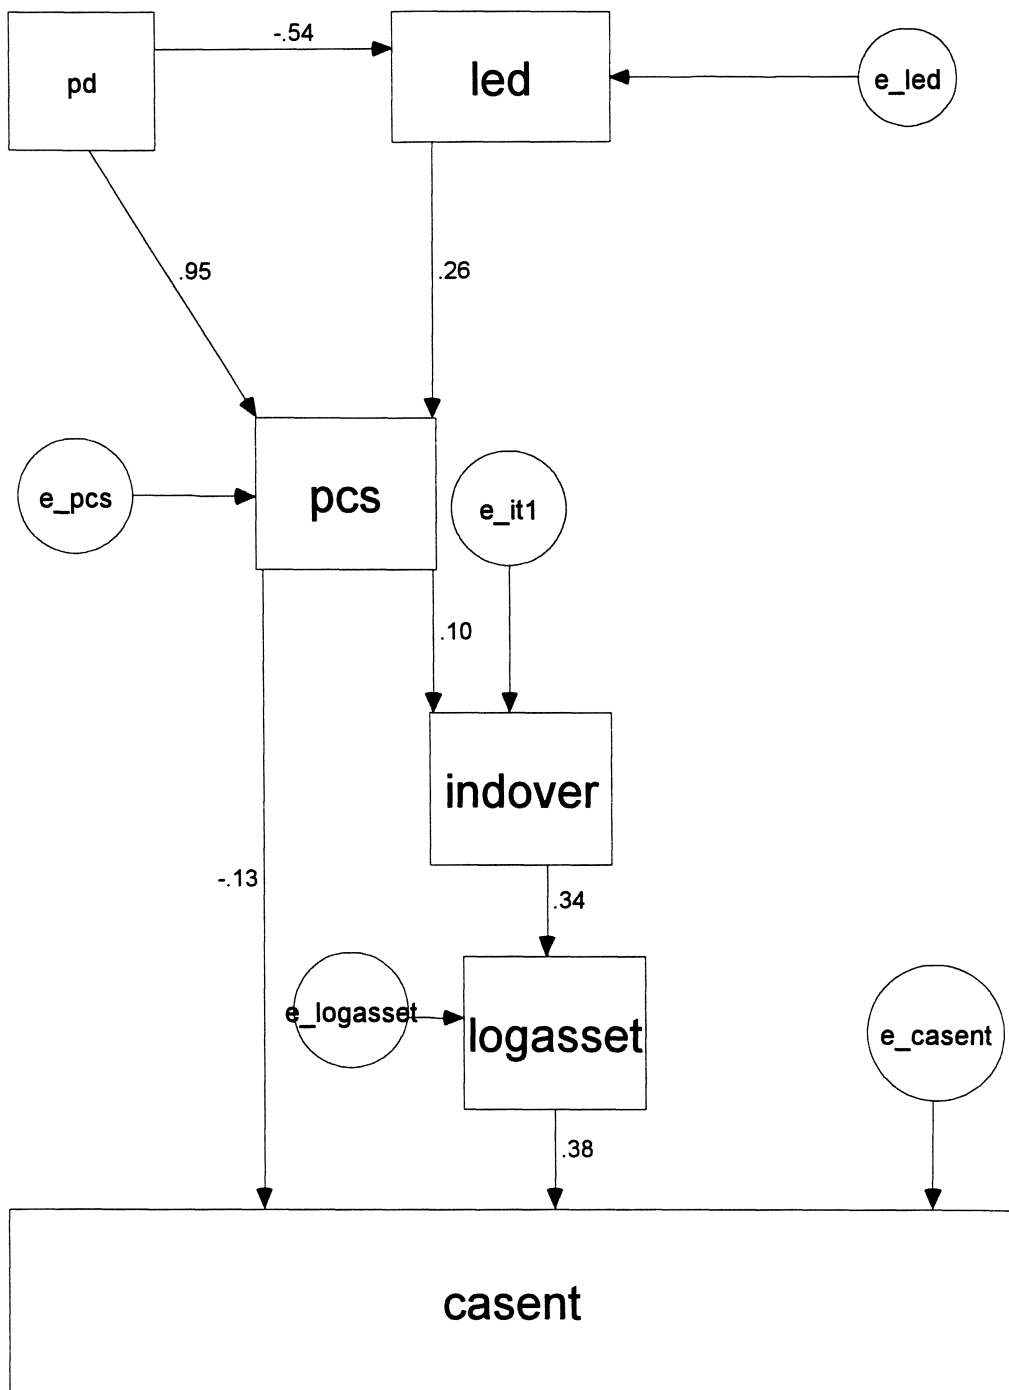 -.54
pd
led
e_led
.95
.26
e_pcs
pcs
e_it1
.10
indover
-.13
.34
e_logasset
logasset
e_casent
.38
casent